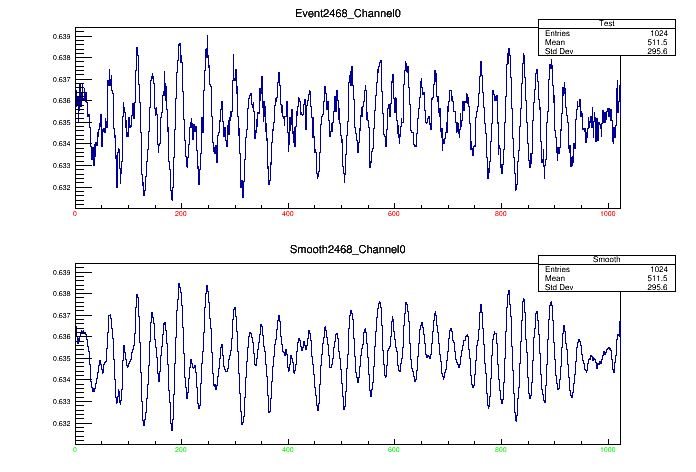 Event2468_Channel0
Test
Entries 1024
Mean 511.5
Std Dev 295.6
0.639
0.638
0.637
0.636
0.635
0.634
0.633
0.632
0 200 400 600 800 1000
Smooth2468_Channel0
Smooth
Entries 1024
Mean 511.5
Std Dev 295.6
0.639
0.638
0.637
0.636
0.635
0.634
0.633
0.632
0 200 400 600 800 1000